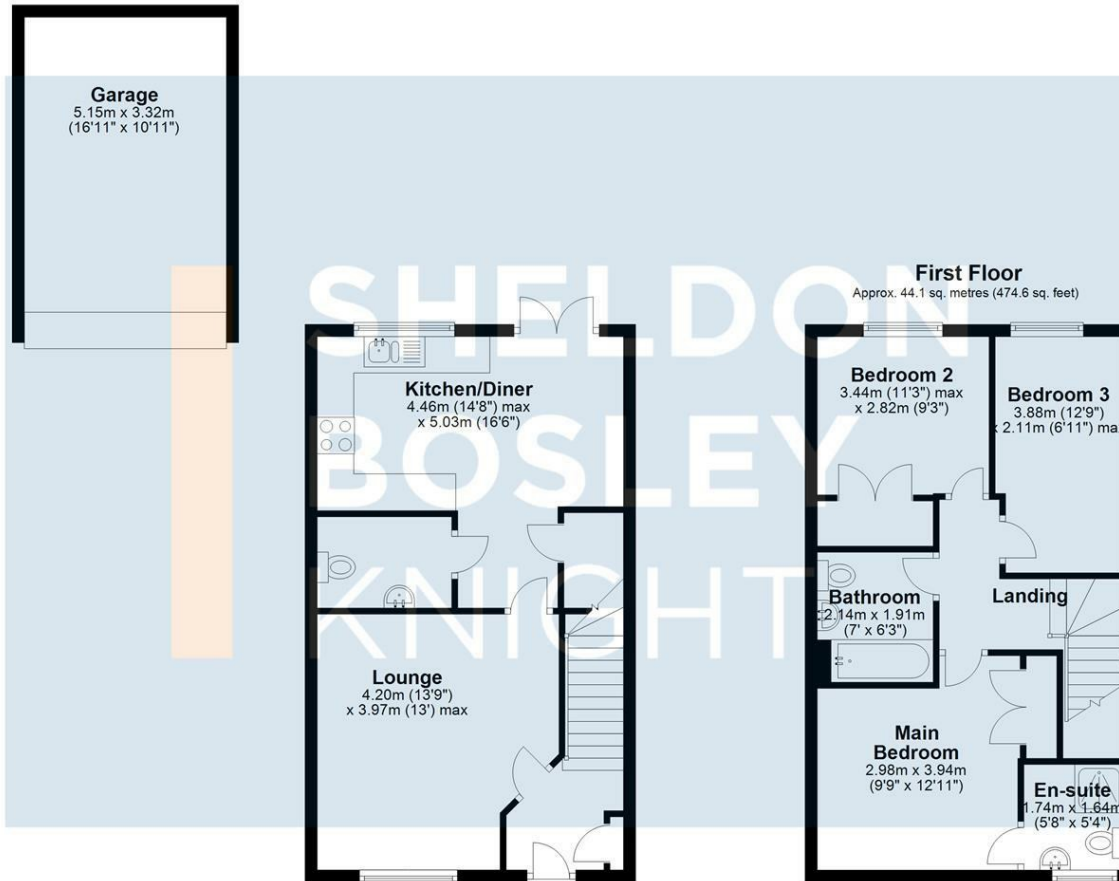 Garage
5.15m x 3.32m
(16'11" x 10'11")
SHELDON
BOSLEY
KNIGHT
Kitchen/Diner
4.46m (14'8") max
x 5.03m (16'6")
Lounge
4.20m (13'9")
x 3.97m (13') max
First Floor
Approx. 44.1 sq. metres (474.6 sq. feet)
Bedroom 2
3.44m (11'3") max
x 2.82m (9'3")
Bedroom 3
3.88m (12'9")
x 2.11m (6'11") max
Bathroom
2.14m x 1.91m
(7' x 6'3")
Landing
Main
Bedroom
2.98m x 3.94m
(9'9" x 12'11")
En-suite
1.74m x 1.64m
(5'8" x 5'4")